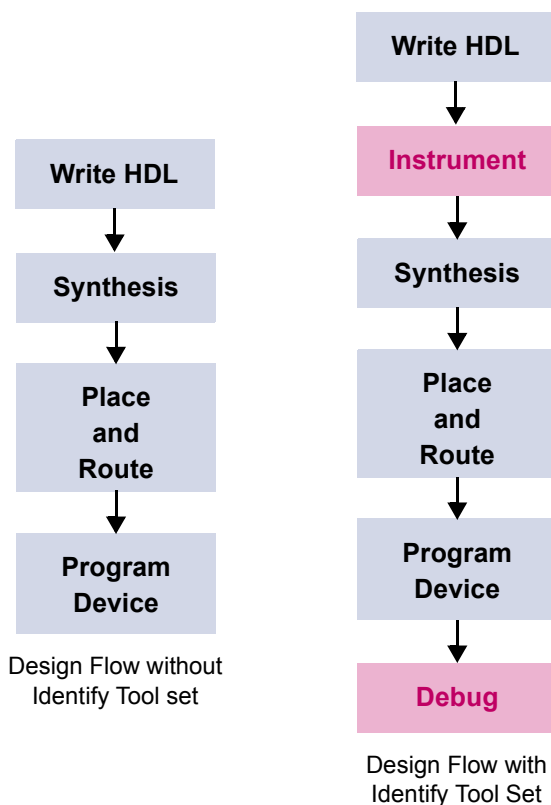 Write HDL
Synthesis
Place
and
Route
Program
Device
Design Flow without
Identify Tool set
Write HDL
Instrument
Synthesis
Place
and
Route
Program
Device
Debug
Design Flow with
Identify Tool Set